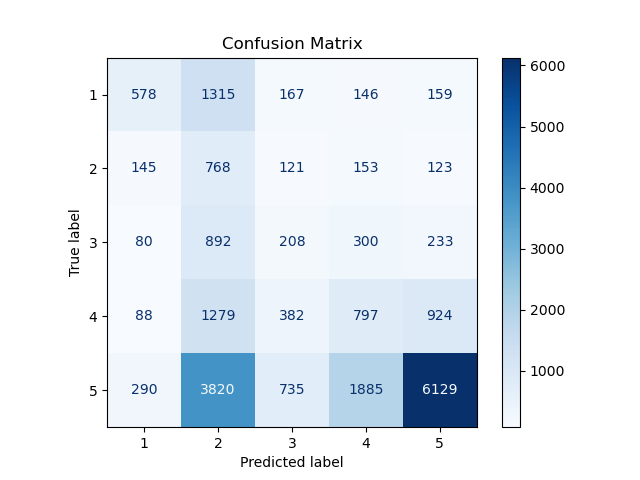 Confusion Matrix
True label
1 578 1315 167 146 159
2 145 768 121 153 123
3 80 892 208 300 233
4 88 1279 382 797 924
5 290 3820 735 1885 6129
1 2 3 4 5
Predicted label
6000
5000
4000
3000
2000
1000